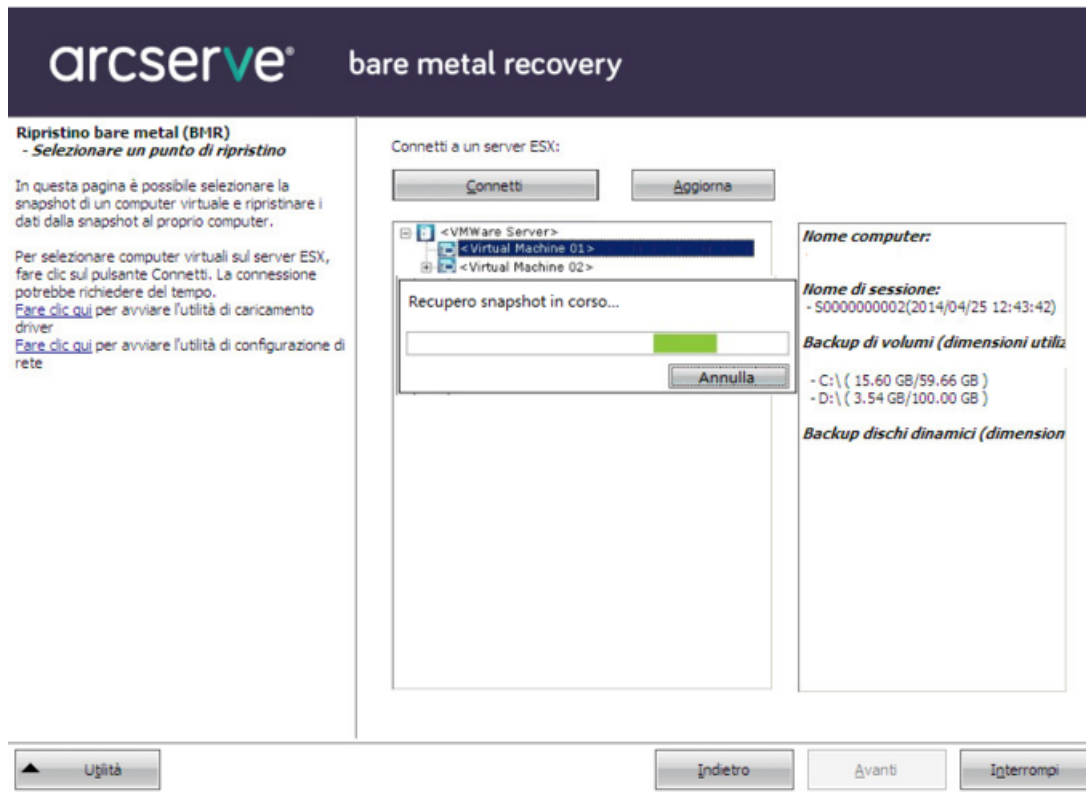 arcserve® bare metal recovery
Ripristino bare metal (BMR)
- Selezionare un punto di ripristino
In questa pagina è possibile selezionare la
snapshot di un computer virtuale e ripristinare i
dati dalla snapshot al proprio computer.
Per selezionare computer virtuali sul server ESX,
fare clic sul pulsante Connetti. La connessione
potrebbe richiedere del tempo.
Fare clic qui per avviare l'utilità di caricamento
driver
Fare clic qui per avviare l'utilità di configurazione di
rete
Connetti a un server ESX:
Connetti
Aggiorna
<VMWare Server>
<Virtual Machine 01>
<Virtual Machine 02>
Recupero snapshot in corso...
Annulla
Nome computer:
Nome di sessione:
- S0000000002(2014/04/25 12:43:42)
Backup di volumi (dimensioni utiliz
- C:\ ( 15.60 GB/59.66 GB )
- D:\ ( 3.54 GB/100.00 GB )
Backup dischi dinamici (dimension
Utilità
Indietro
Avanti
Interrompi